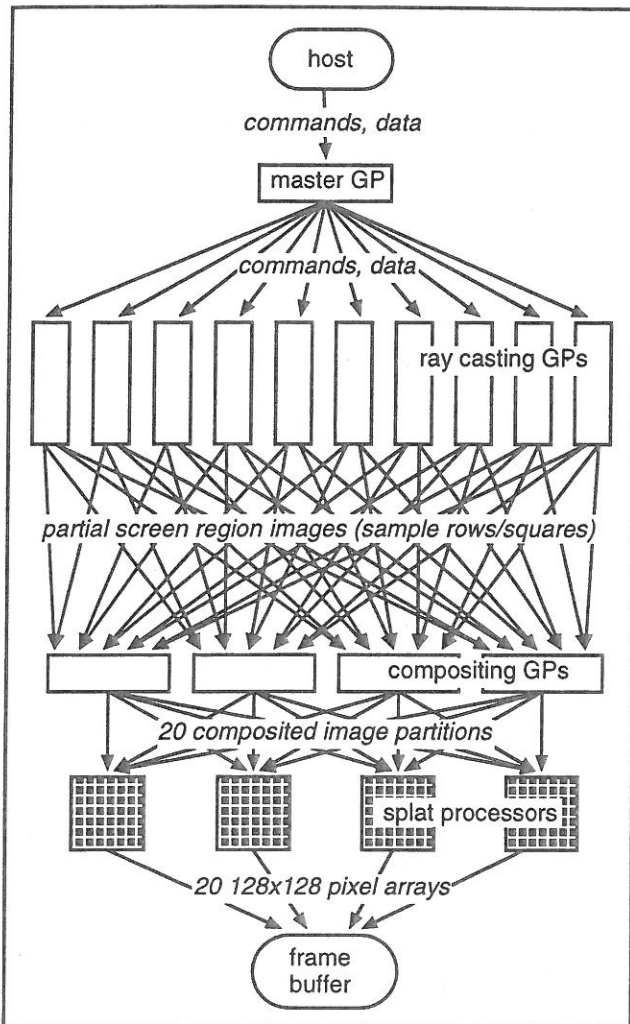 host
commands, data
master GP
commands, data
ray casting GPs
partial screen region images (sample rows/squares)
compositing GPs
20 composited image partitions
splat processors
20 128x128 pixel arrays
frame
buffer